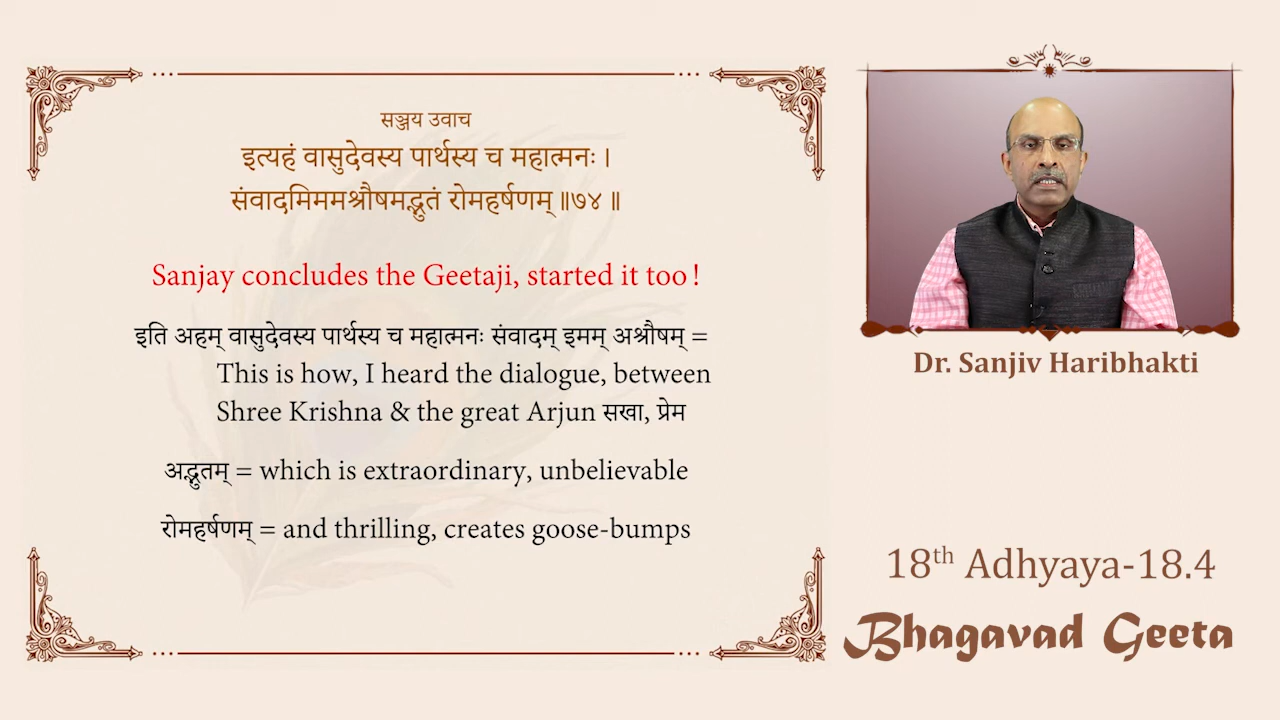 सञ्जय उवाच
इत्यहं वासुदेवस्य पार्थस्य च महात्मनः ।
संवादमिममश्रौषमद्भुतं रोमहर्षणम् ॥७४॥
Sanjay concludes the Geetaji, started it too!
इति अहम् वासुदेवस्य पार्थस्य च महात्मनः संवादम् इमम् अश्रौषम् =
This is how, I heard the dialogue, between
Shree Krishna & the great Arjun सखा, प्रेम
अद्भुतम् = which is extraordinary, unbelievable
रोमहर्षणम् = and thrilling, creates goose-bumps
Dr. Sanjiv Haribhakti
18th Adhyaya-18.4
Bhagavad Geeta